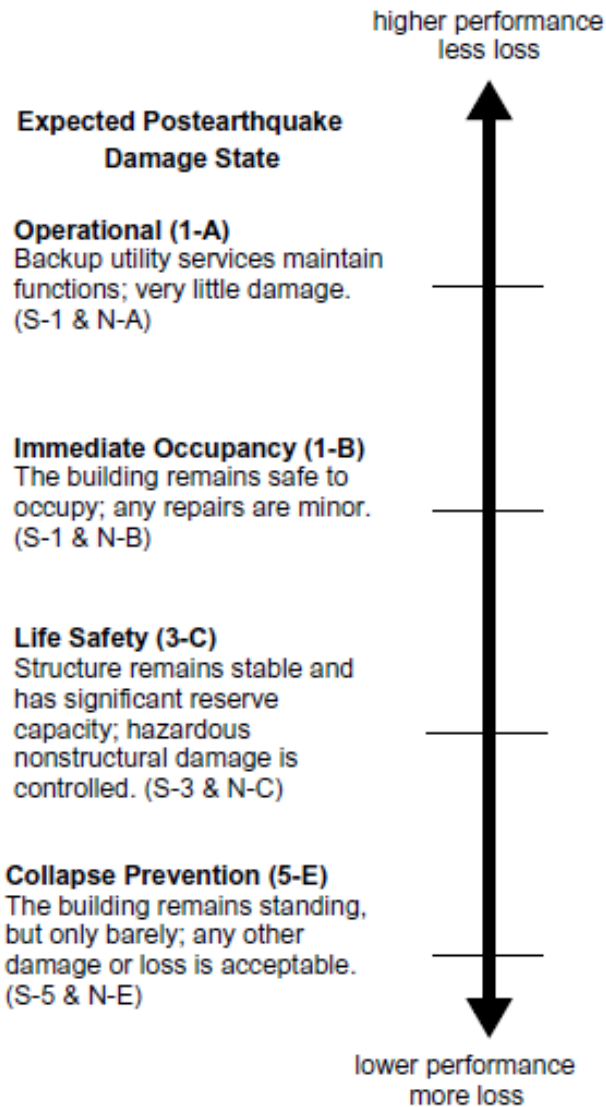 higher performance
less loss
Expected Postearthquake
Damage State
Operational (1-A)
Backup utility services maintain
functions; very little damage.
(S-1 & N-A)
Immediate Occupancy (1-B)
The building remains safe to
occupy; any repairs are minor.
(S-1 & N-B)
Life Safety (3-C)
Structure remains stable and
has significant reserve
capacity; hazardous
nonstructural damage is
controlled. (S-3 & N-C)
Collapse Prevention (5-E)
The building remains standing,
but only barely; any other
damage or loss is acceptable.
(S-5 & N-E)
lower performance
more loss